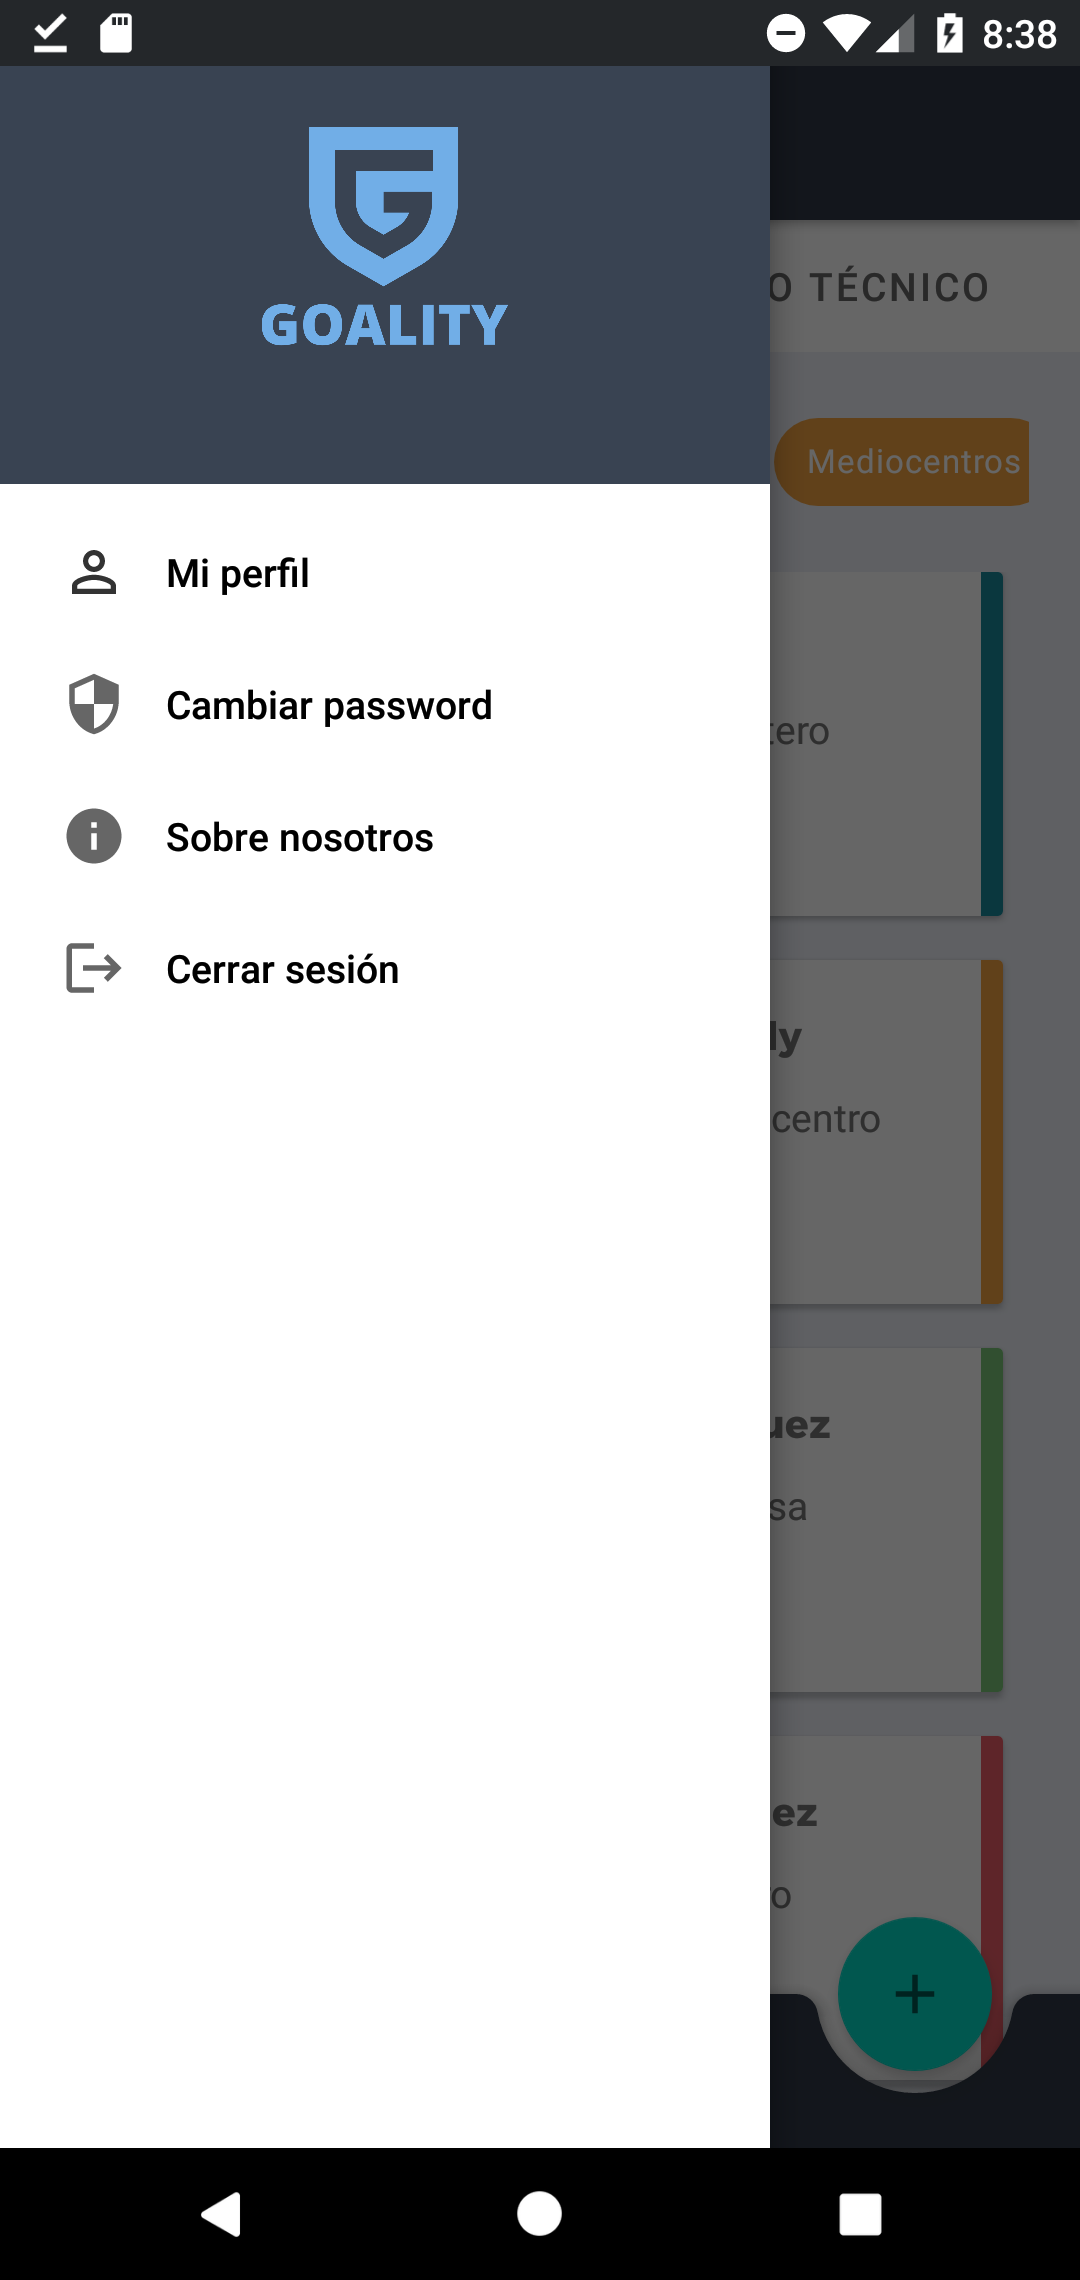 8:38
GOALITY
O TÉCNICO
Mediocentros
Mi perfil
Cambiar password
tero
Sobre nosotros
Cerrar sesión
ly
centro
uez
sa
ez
o